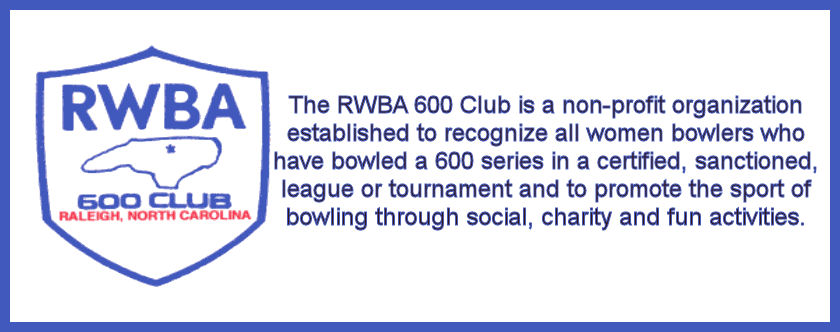 RWBA
600 CLUB
RALEIGH, NORTH CAROLINA
The RWBA 600 Club is a non-profit organization
established to recognize all women bowlers who
have bowled a 600 series in a certified, sanctioned,
league or tournament and to promote the sport of
bowling through social, charity and fun activities.